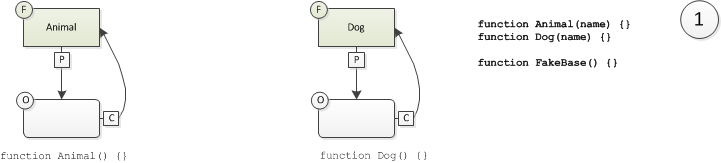 F
Animal
P
O
C
function Animal() {}
F
Dog
P
O
C
function Dog() {}
function Animal(name) {}
function Dog(name) {}
function FakeBase() {}
1